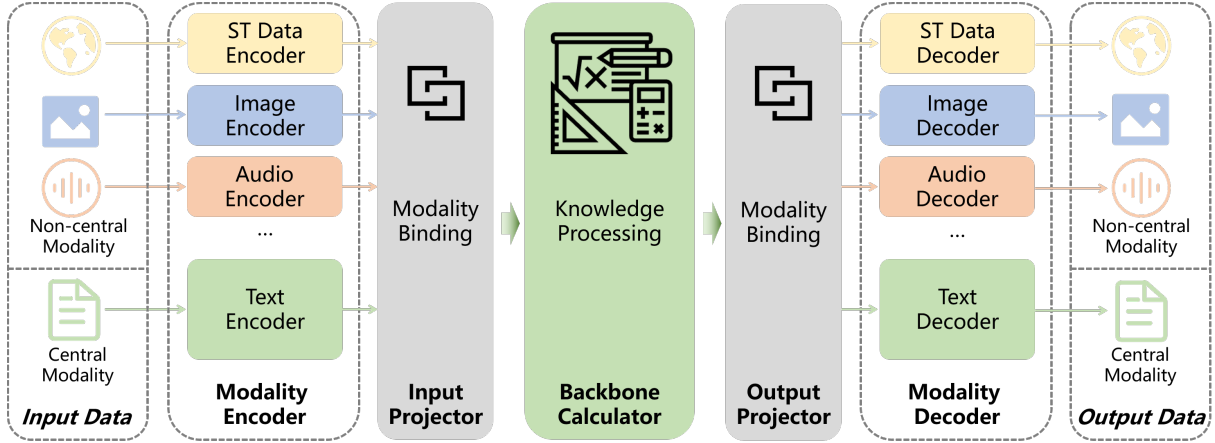 Non-central
Modality
Central
Modality
Input Data
ST Data
Encoder
Image
Encoder
Audio
Encoder
...
Text
Encoder
Modality
Encoder
Modality
Binding
Input
Projector
Knowledge
Processing
Backbone
Calculator
Modality
Binding
Output
Projector
ST Data
Decoder
Image
Decoder
Audio
Decoder
...
Text
Decoder
Modality
Decoder
Non-central
Modality
Central
Modality
Output Data